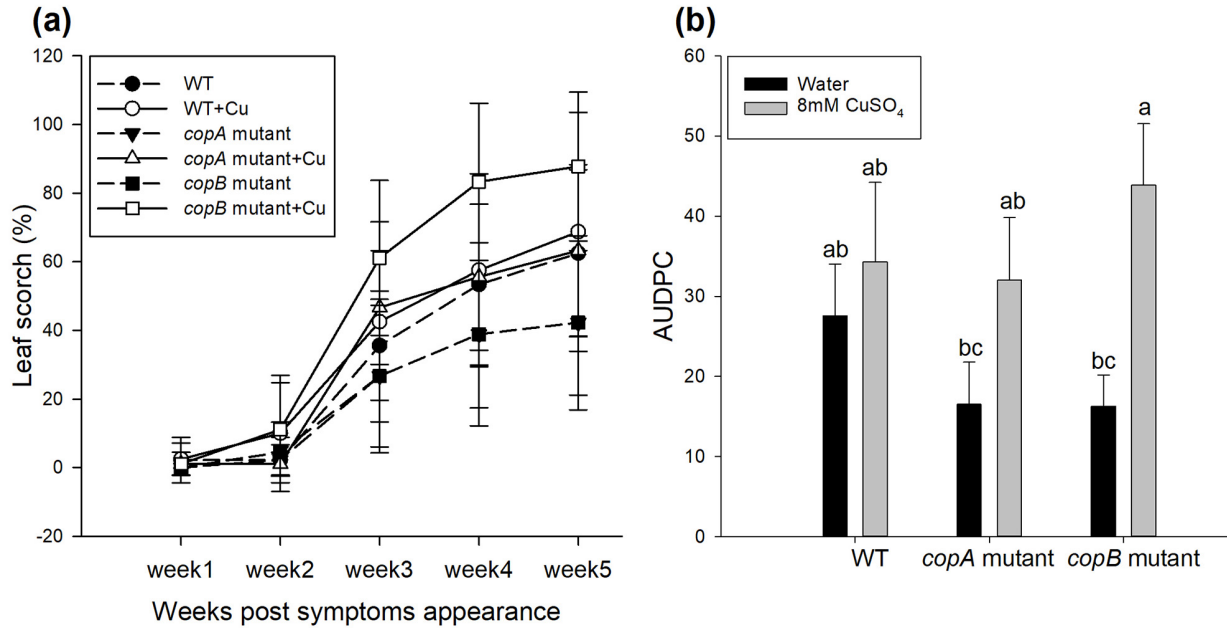 (a)
120
100
80
60
40
20
0
-20
Leaf scorch (%)
WT
WT+Cu
copA mutant
copA mutant+Cu
copB mutant
copB mutant+Cu
week1 week2 week3 week4 week5
Weeks post symptoms appearance
(b)
60
50
40
30
20
10
0
AUDPC
Water
8mM CuSO₄
ab
ab
bc
ab
bc
a
WT copA mutant copB mutant